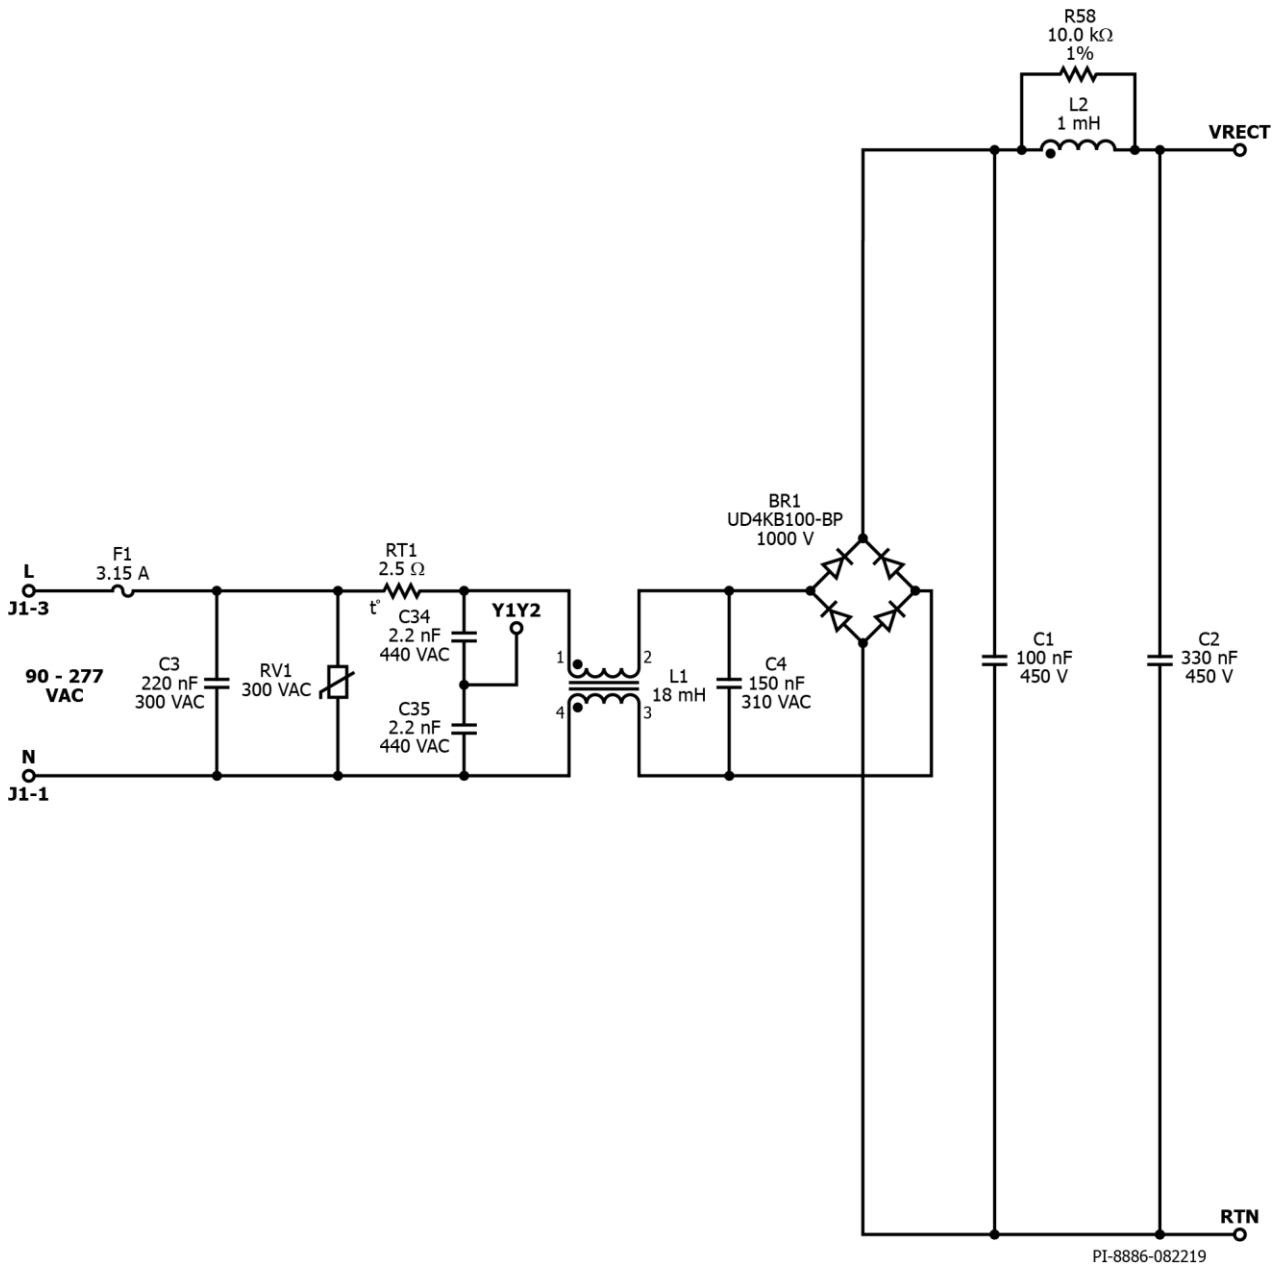 R58
10.0 kΩ
1%
L2
1 mH
VRECT
BR1
UD4KB100-BP
1000 V
L
J1-3
F1
3.15 A
RT1
2.5 Ω
t°
C34
2.2 nF
440 VAC
Y1Y2
90 - 277
VAC
C3
220 nF
300 VAC
RV1
300 VAC
1
2
4
3
L1
18 mH
C4
150 nF
310 VAC
C35
2.2 nF
440 VAC
C1
100 nF
450 V
C2
330 nF
450 V
N
J1-1
RTN
PI-8886-082219